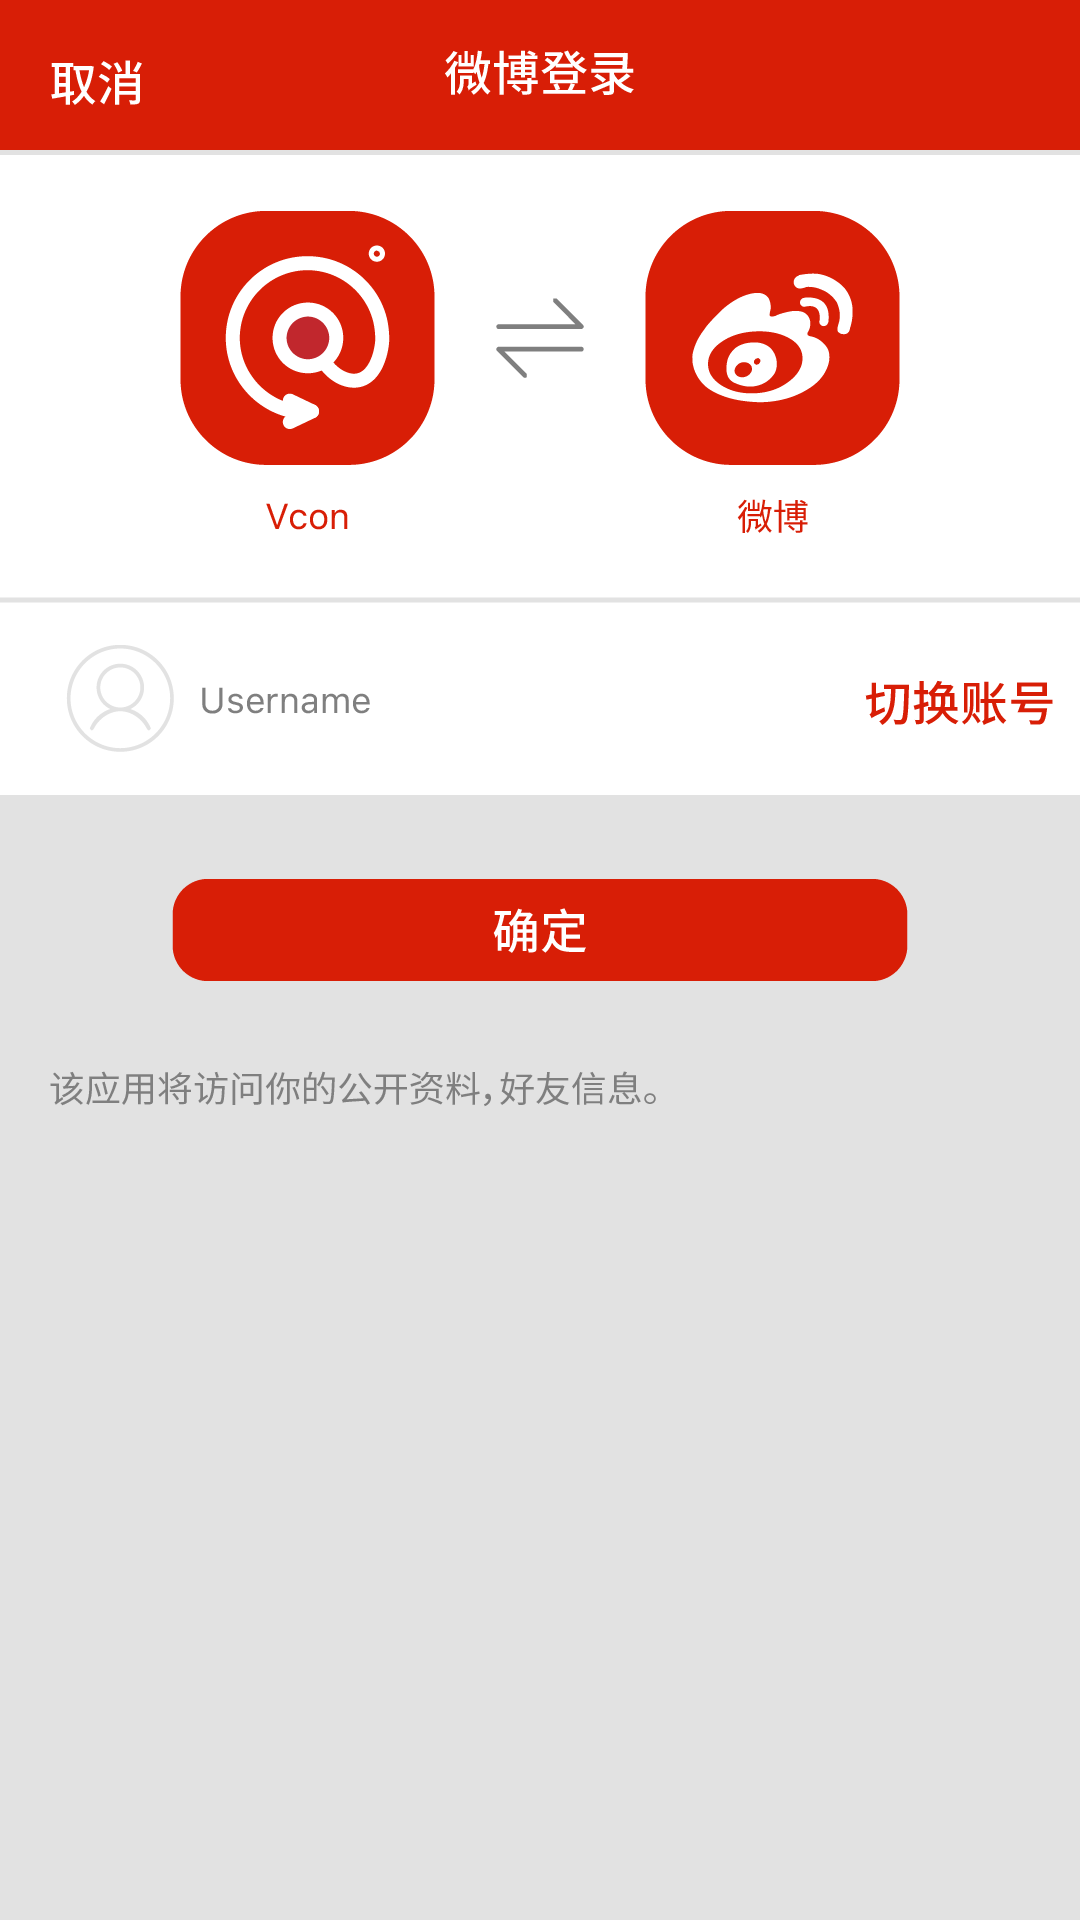 取消
微博登录
Vcon
微博
Username
切换账号
确定
该应用将访问你的公开资料，好友信息。